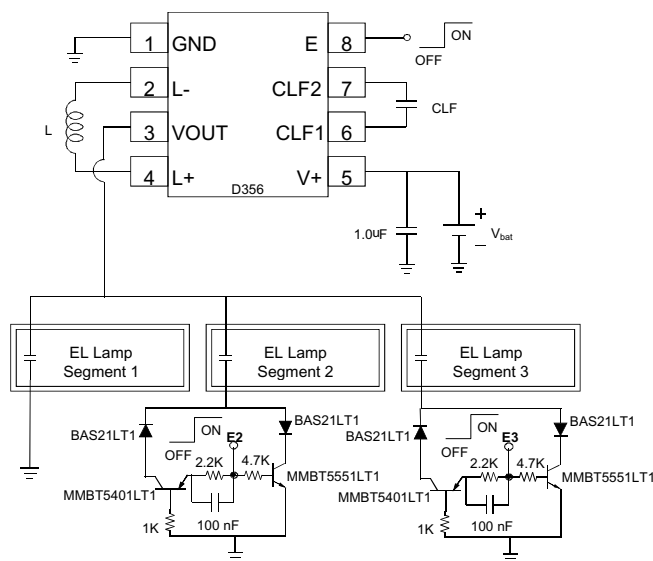 1 GND
E 8
ON
OFF
2 L-
CLF2 7
CLF
L
3 VOUT
CLF1 6
4 L+
V+ 5
D356
1.0uF
+
Vbat
–
EL Lamp
Segment 1
EL Lamp
Segment 2
EL Lamp
Segment 3
BAS21LT1
ON
OFF
E2
BAS21LT1
2.2K
4.7K
MMBT5401LT1
MMBT5551LT1
1K
100 nF
BAS21LT1
ON
OFF
E3
BAS21LT1
2.2K
4.7K
MMBT5401LT1
MMBT5551LT1
1K
100 nF